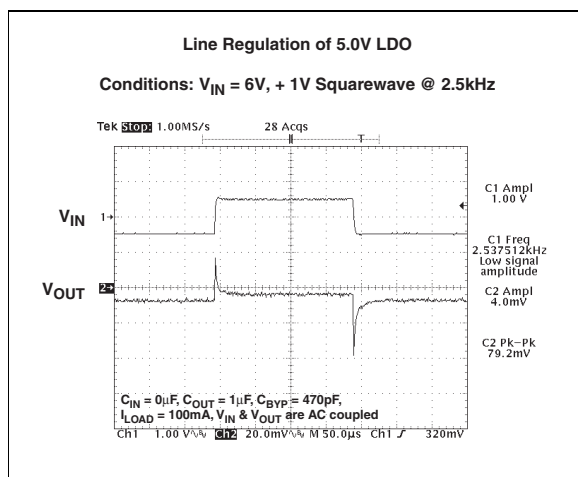 Line Regulation of 5.0V LDO
Conditions: VIN = 6V, + 1V Squarewave @ 2.5kHz
Tek Stop: 1.00MS/s 28 Acqs
T
C1 Ampl
1.00 V
VIN 1
C1 Freq
2.537512kHz
Low signal
amplitude
VOUT 2
C2 Ampl
4.0mV
C2 Pk-Pk
79.2mV
CIN = 0μF, COUT = 1μF, CBYP = 470pF,
ILOAD = 100mA, VIN & VOUT are AC coupled
Ch1 1.00 V Ch2 20.0mV M 50.0μs Ch1 320mV